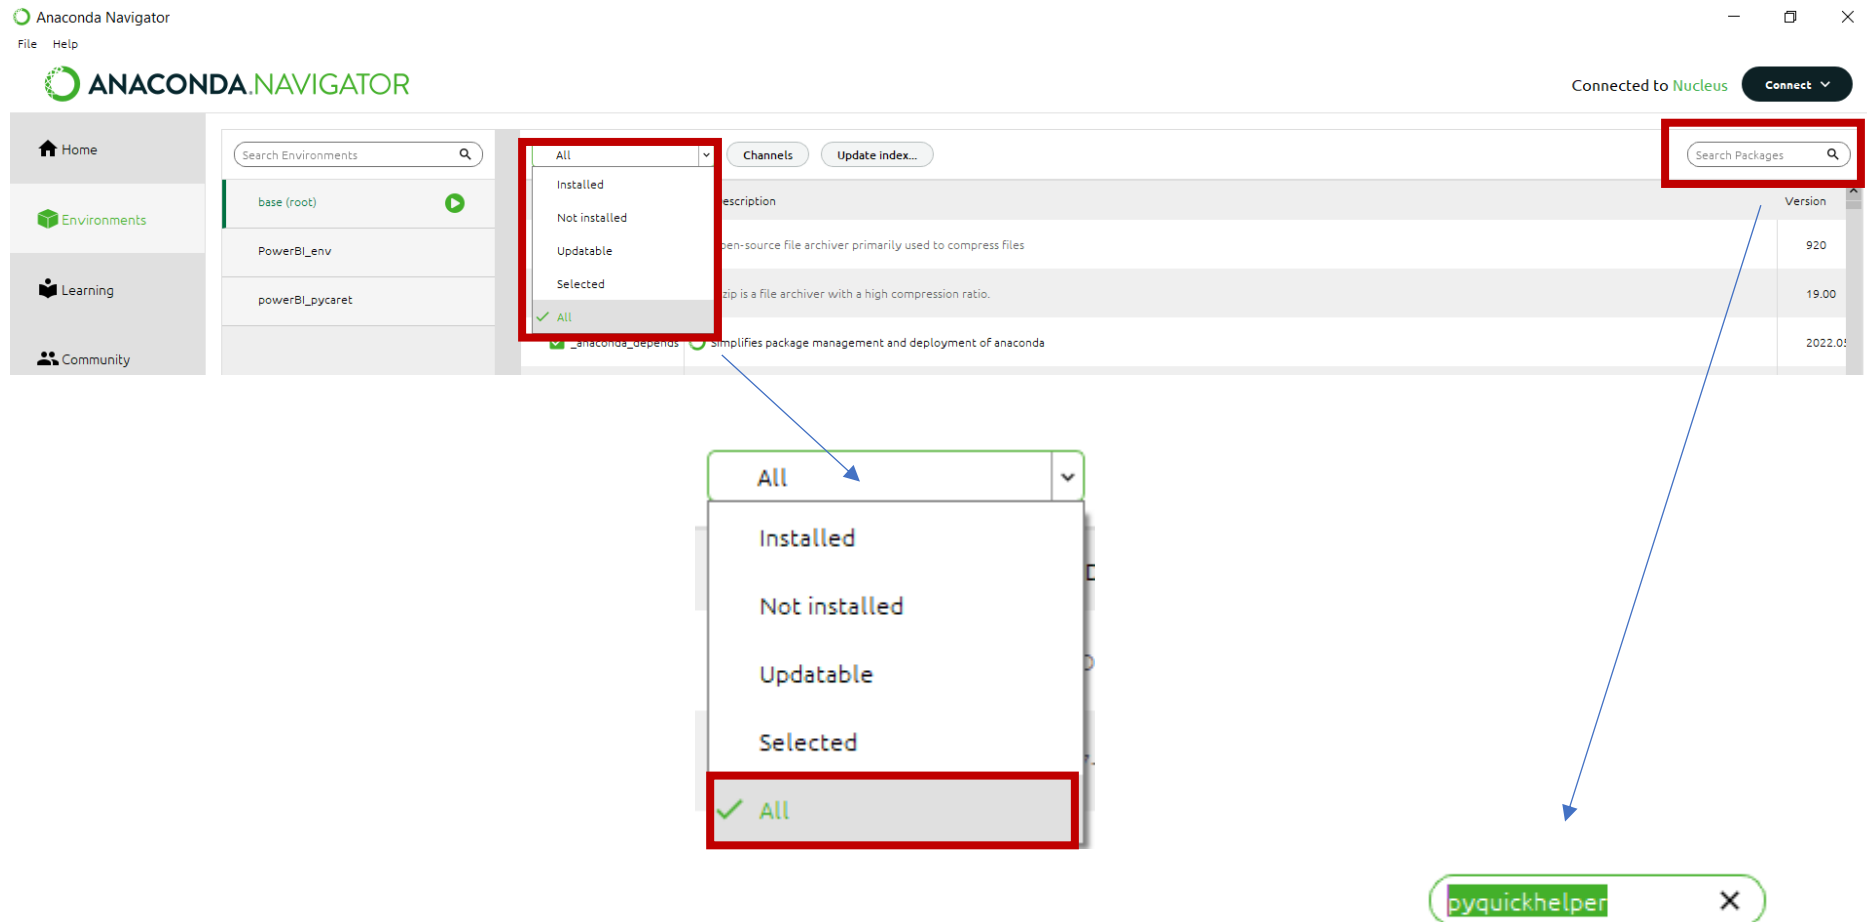 Anaconda Navigator
File Help
ANACONDA.NAVIGATOR
Connected to Nucleus Connect
Home
Environments
Learning
Community
Search Environments
base (root)
PowerBI_env
powerBI_pycaret
All Channels Update index... Search Packages
Installed
Not installed
Updatable
Selected
All
escription Version
pen-source file archiver primarily used to compress files 920
zip is a file archiver with a high compression ratio. 19.00
_anaconda_depends Simplifies package management and deployment of anaconda 2022.05
All
Installed
Not installed
Updatable
Selected
All
pyquickhelper